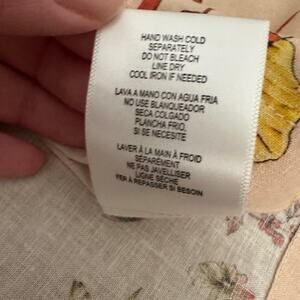 HAND WASH COLD
SEPARATELY
DO NOT BLEACH
LINE DRY
COOL IRON IF NEEDED
LAVA A MANO CON AGUA FRIA
NO USE BLANQUEADOR
SECA COLGADO
PLANCHA FRIO,
SI SE NECESITE
LAVER À LA MAIN À FROID
SEPARÉMENT
NE PAS JAVELLISER
LIGNE SÈCHE
FER À REPASSER SI BESOIN